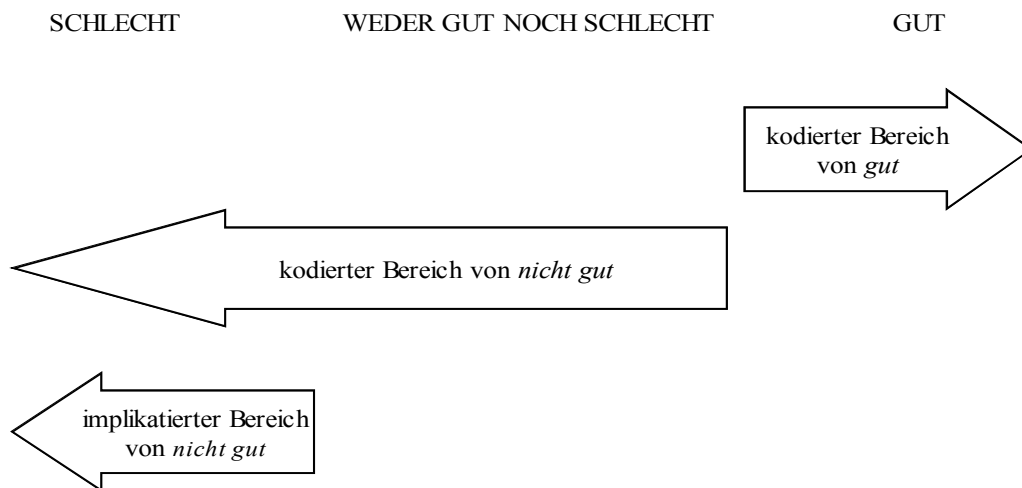 SCHLECHT WEDER GUT NOCH SCHLECHT GUT
kodierter Bereich
von gut
kodierter Bereich von nicht gut
implikatierter Bereich
von nicht gut